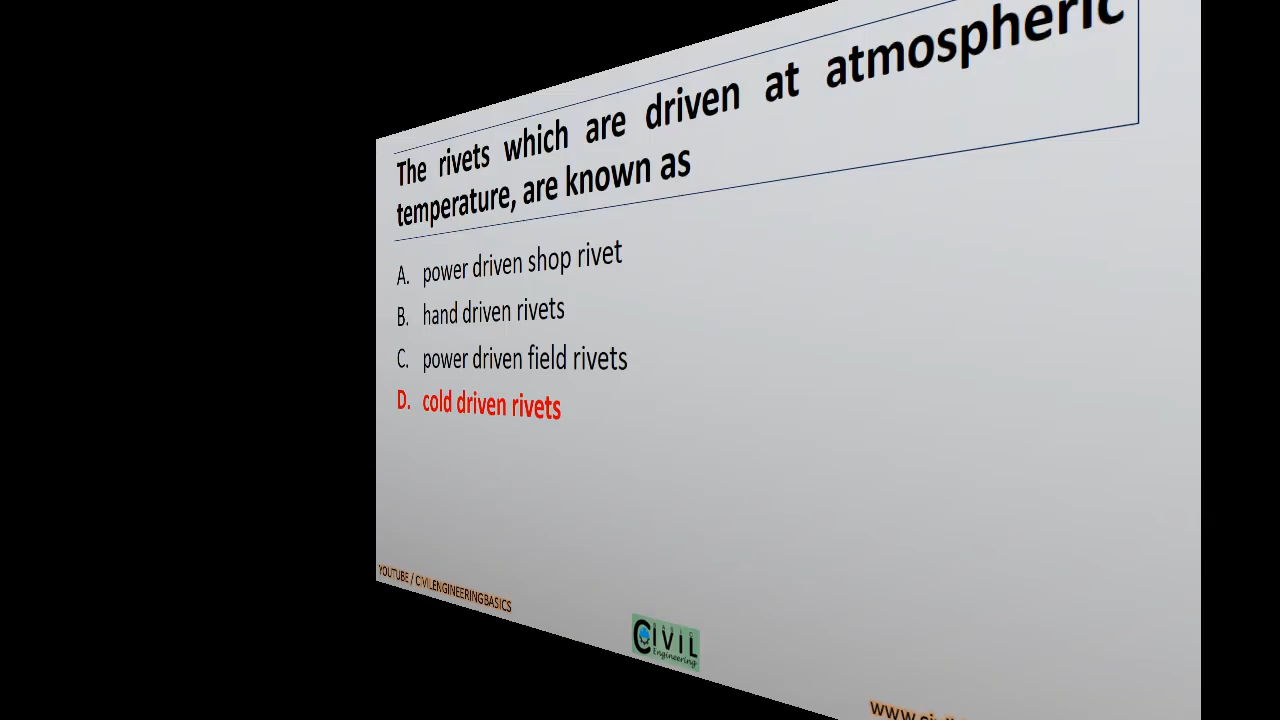 The rivets which are driven at atmospheric
temperature, are known as
A. power driven shop rivet
B. hand driven rivets
C. power driven field rivets
D. cold driven rivets
YOUTUBE / CIVILENGINEERINGBASICS
CIVIL
Engineering